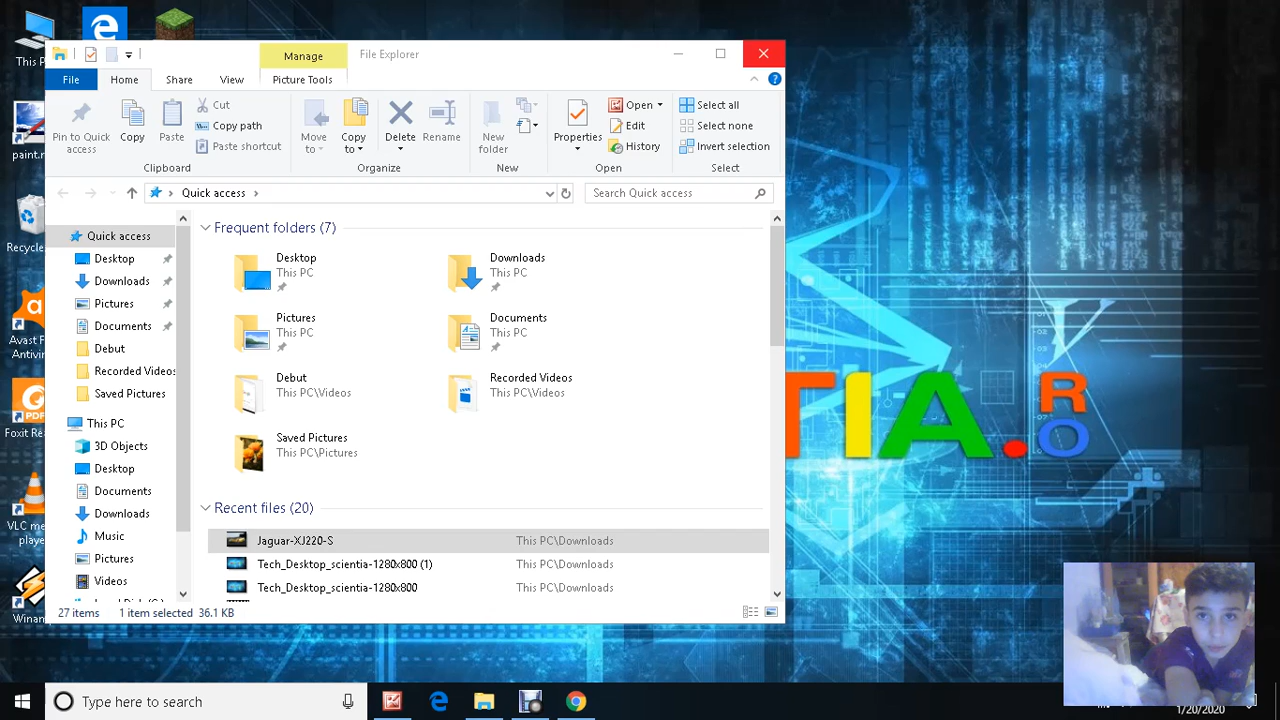 This P
Manage
File Explorer
File
Home
Share
View
Picture Tools
Pin to Quick access
Copy
Paste
Cut
Copy path
Paste shortcut
Move to
Copy to
Delete
Rename
New folder
Properties
Open
Edit
History
Select all
Select none
Invert selection
Clipboard
Organize
New
Open
Select
paint.n
Quick access
Search Quick access
Recycle
Quick access
Desktop
Downloads
Pictures
Documents
Debut
Recorded Videos
Saved Pictures
This PC
3D Objects
Desktop
Documents
Downloads
Music
Pictures
Videos
Avast F
Antivir
PDF
Foxit Re
VLC me
player
Winam
Frequent folders (7)
Desktop
This PC
Downloads
This PC
Pictures
This PC
Documents
This PC
Debut
This PC\Videos
Recorded Videos
This PC\Videos
Saved Pictures
This PC\Pictures
Recent files (20)
Jaguar-XJ220-S This PC\Downloads
Tech_Desktop_scientia-1280x800 (1) This PC\Downloads
Tech_Desktop_scientia-1280x800 This PC\Downloads
27 items 1 item selected 36.1 KB
V
TIA.RO
Type here to search
1/20/2020